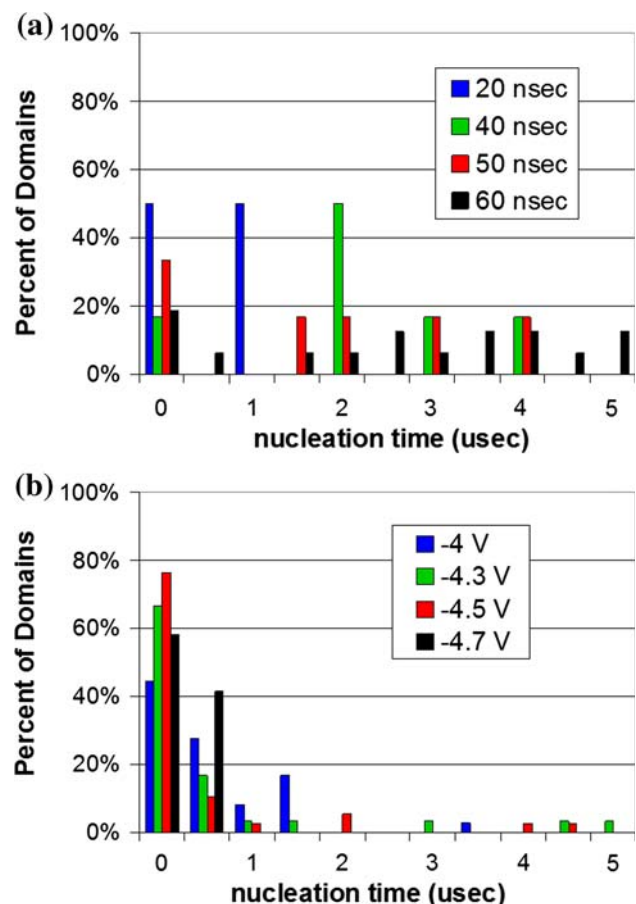 (a)
100%
80%
60%
40%
20%
0%
Percent of Domains
20 nsec
40 nsec
50 nsec
60 nsec
0 1 2 3 4 5
nucleation time (usec)
(b)
100%
80%
60%
40%
20%
0%
Percent of Domains
-4 V
-4.3 V
-4.5 V
-4.7 V
0 1 2 3 4 5
nucleation time (usec)